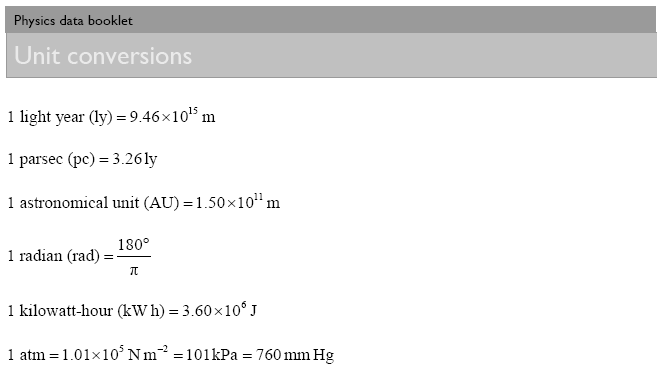 Physics data booklet
Unit conversions
1 light year (ly) = 9.46×10¹⁵ m
1 parsec (pc) = 3.26 ly
1 astronomical unit (AU) = 1.50×10¹¹ m
1 radian (rad) = 180°/π
1 kilowatt-hour (kW h) = 3.60×10⁶ J
1 atm = 1.01×10⁵ N m⁻² = 101 kPa = 760 mm Hg